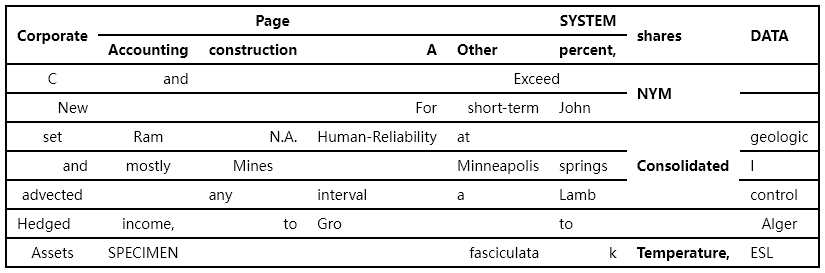 Corporate Page SYSTEM shares DATA
Accounting construction A Other percent,
C and Exceed NYM
New For short-term John
set Ram N.A. Human-Reliability at Consolidated geologic
and mostly Mines Minneapolis springs I
advected any interval a Lamb control
Hedged income, to Gro to Alger
Assets SPECIMEN fasciculata k Temperature, ESL